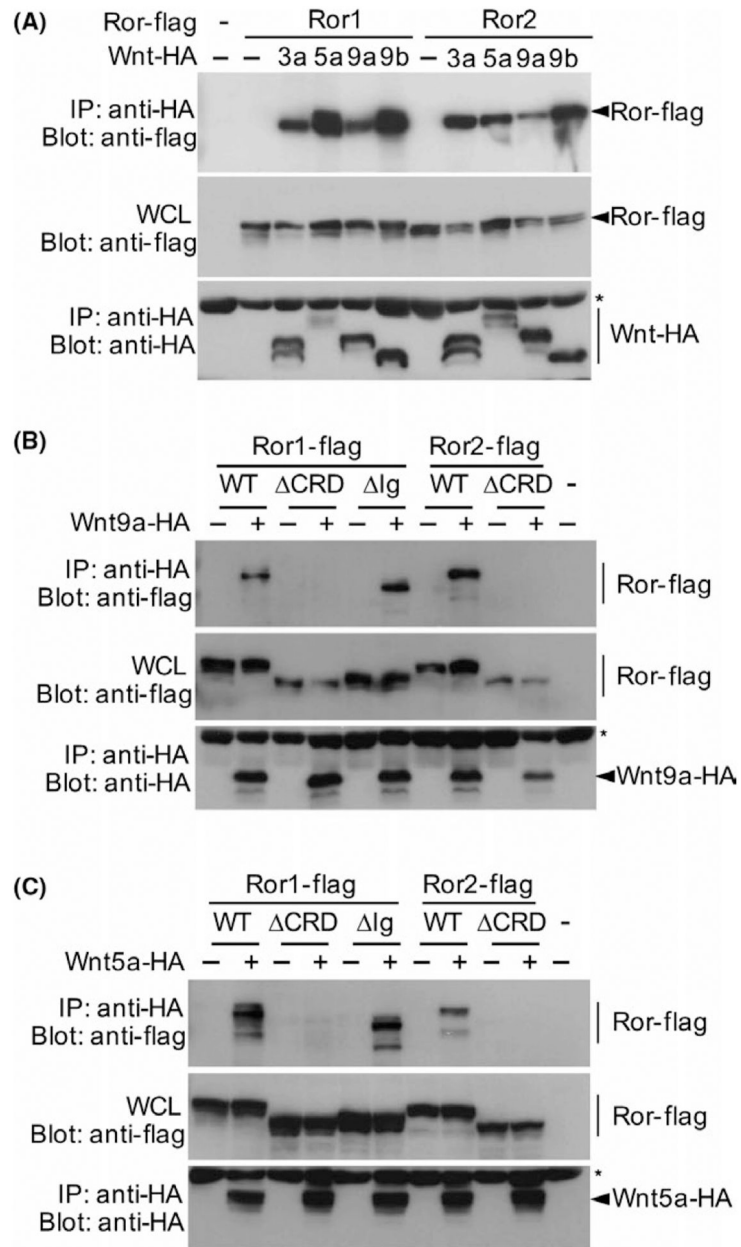 (A)
Ror-flag - Ror1 Ror2
Wnt-HA – – 3a 5a 9a 9b – 3a 5a 9a 9b
IP: anti-HA
Blot: anti-flag
Ror-flag
WCL
Blot: anti-flag
Ror-flag
*
IP: anti-HA
Blot: anti-HA
Wnt-HA
(B)
Ror1-flag Ror2-flag
WT ΔCRD ΔIg WT ΔCRD -
Wnt9a-HA – + – + – + – + – + –
IP: anti-HA
Blot: anti-flag
Ror-flag
WCL
Blot: anti-flag
Ror-flag
*
IP: anti-HA
Blot: anti-HA
Wnt9a-HA
(C)
Ror1-flag Ror2-flag
WT ΔCRD ΔIg WT ΔCRD -
Wnt5a-HA – + – + – + – + – + –
IP: anti-HA
Blot: anti-flag
Ror-flag
WCL
Blot: anti-flag
Ror-flag
*
IP: anti-HA
Blot: anti-HA
Wnt5a-HA